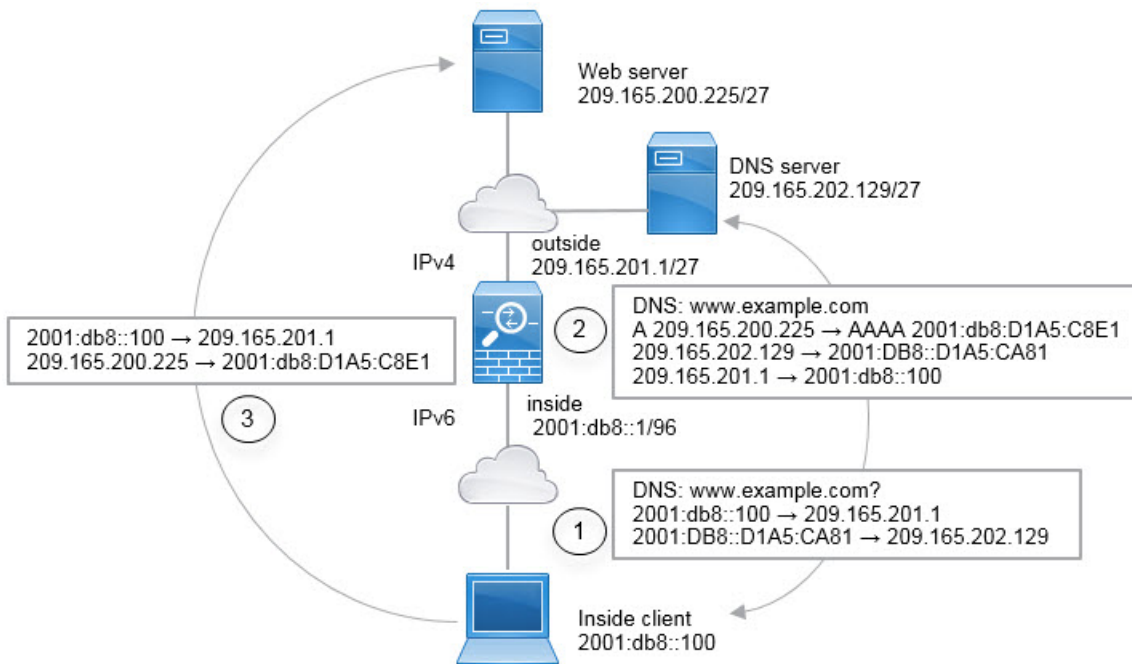 Web server
209.165.200.225/27
DNS server
209.165.202.129/27
IPv4
outside
209.165.201.1/27
2
DNS: www.example.com
A 209.165.200.225 → AAAA 2001:db8:D1A5:C8E1
209.165.202.129 → 2001:DB8::D1A5:CA81
209.165.201.1 → 2001:db8::100
2001:db8::100 → 209.165.201.1
209.165.200.225 → 2001:db8:D1A5:C8E1
3
IPv6
inside
2001:db8::1/96
1
DNS: www.example.com?
2001:db8::100 → 209.165.201.1
2001:DB8::D1A5:CA81 → 209.165.202.129
Inside client
2001:db8::100